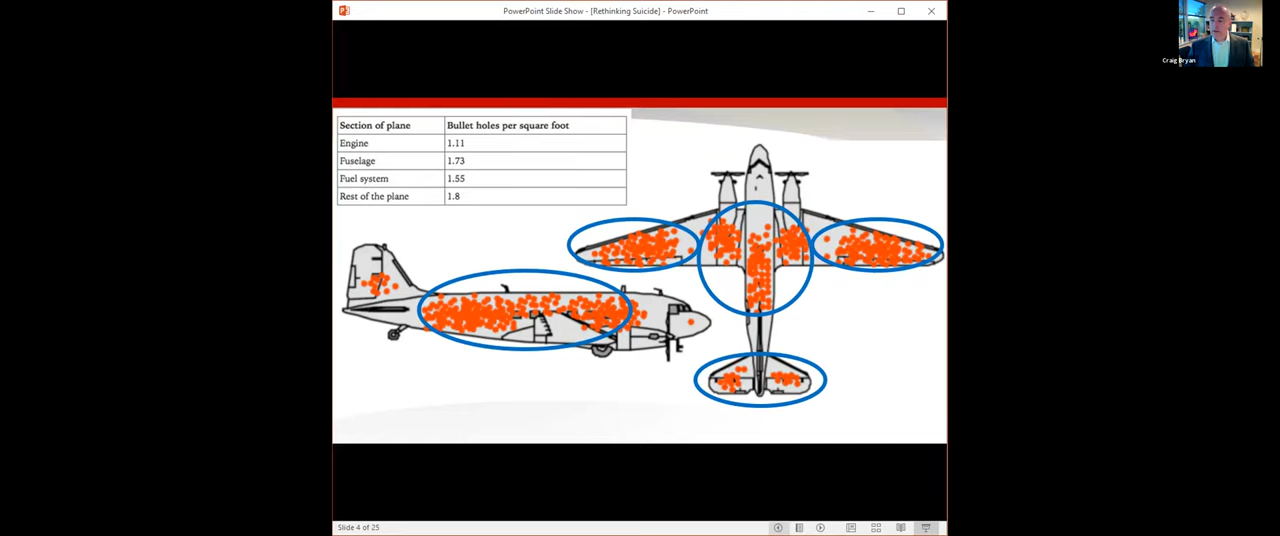 PowerPoint Slide Show - [Rethinking Suicide] - PowerPoint
Craig Bryan
Section of plane Bullet holes per square foot
Engine 1.11
Fuselage 1.73
Fuel system 1.55
Rest of the plane 1.8
Slide 4 of 25